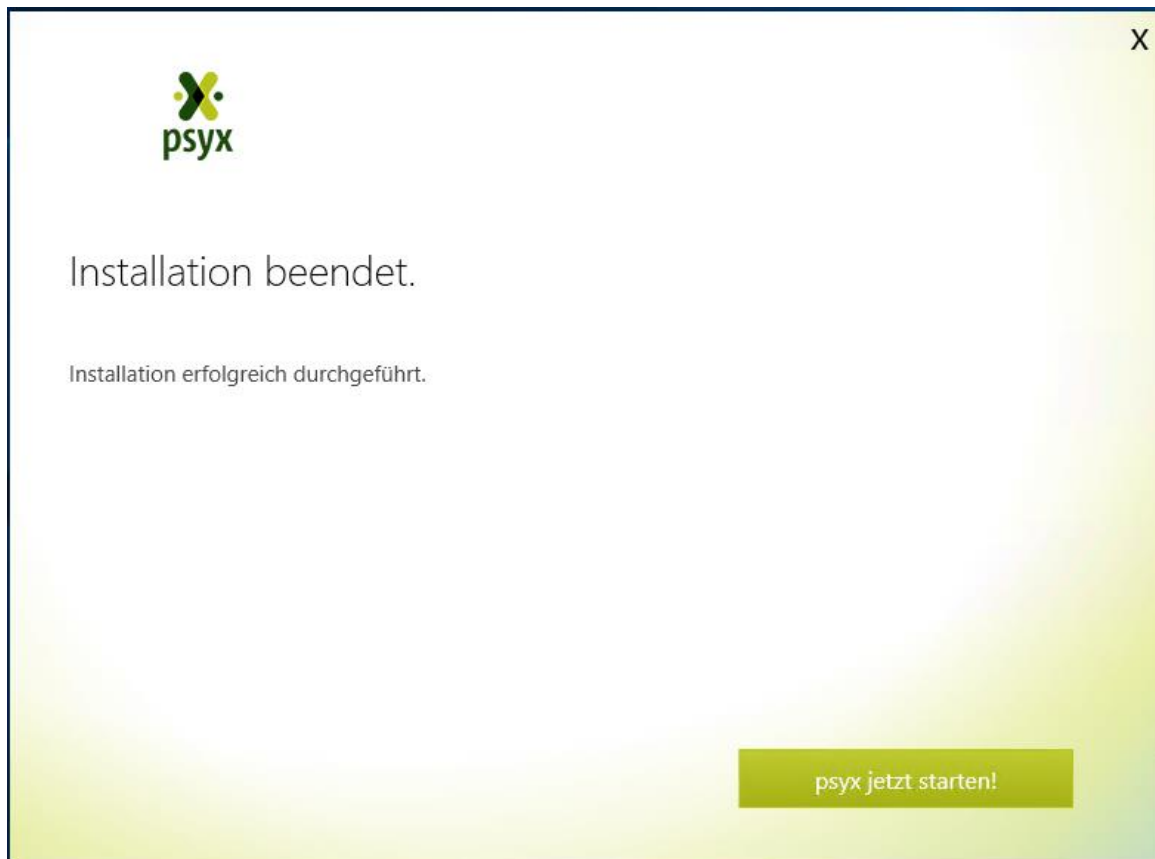 X
psyx
Installation beendet.
Installation erfolgreich durchgeführt.
psyx jetzt starten!